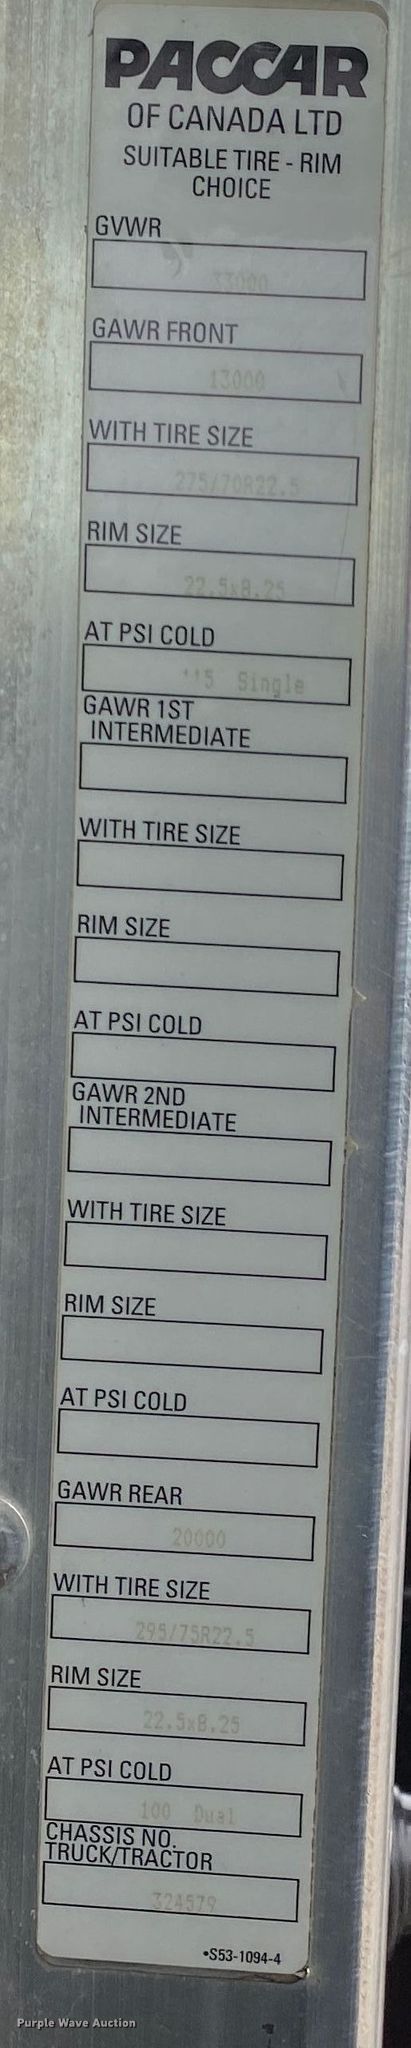 PACCAR
OF CANADA LTD
SUITABLE TIRE - RIM
CHOICE
GVWR
33000
GAWR FRONT
13000
WITH TIRE SIZE
275/70R22.5
RIM SIZE
22.5x8.25
AT PSI COLD
Single
GAWR 1ST
INTERMEDIATE
WITH TIRE SIZE
RIM SIZE
AT PSI COLD
GAWR 2ND
INTERMEDIATE
WITH TIRE SIZE
RIM SIZE
AT PSI COLD
GAWR REAR
20000
WITH TIRE SIZE
295/75R22.5
RIM SIZE
22.5x8.25
AT PSI COLD
100 Dual
CHASSIS NO.
TRUCK/TRACTOR
324579
•S53-1094-4
Purple Wave Auction